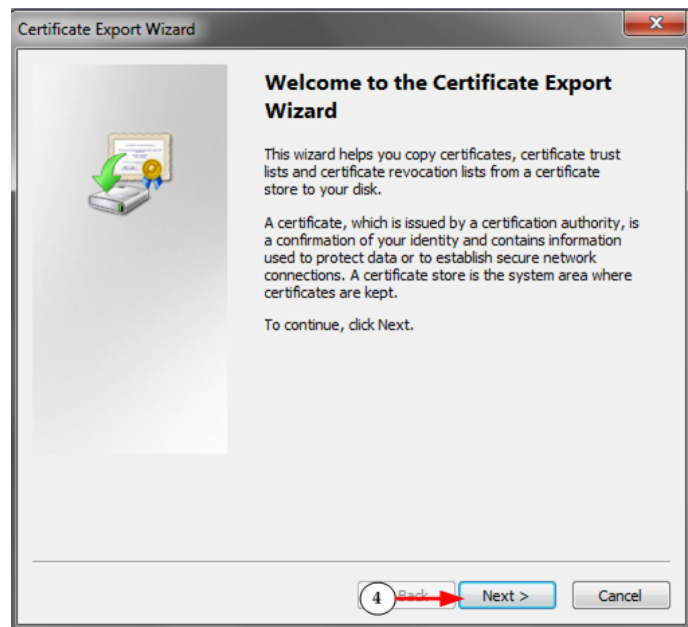 Certificate Export Wizard
Welcome to the Certificate Export
Wizard
This wizard helps you copy certificates, certificate trust
lists and certificate revocation lists from a certificate
store to your disk.
A certificate, which is issued by a certification authority, is
a confirmation of your identity and contains information
used to protect data or to establish secure network
connections. A certificate store is the system area where
certificates are kept.
To continue, click Next.
4 Back Next > Cancel